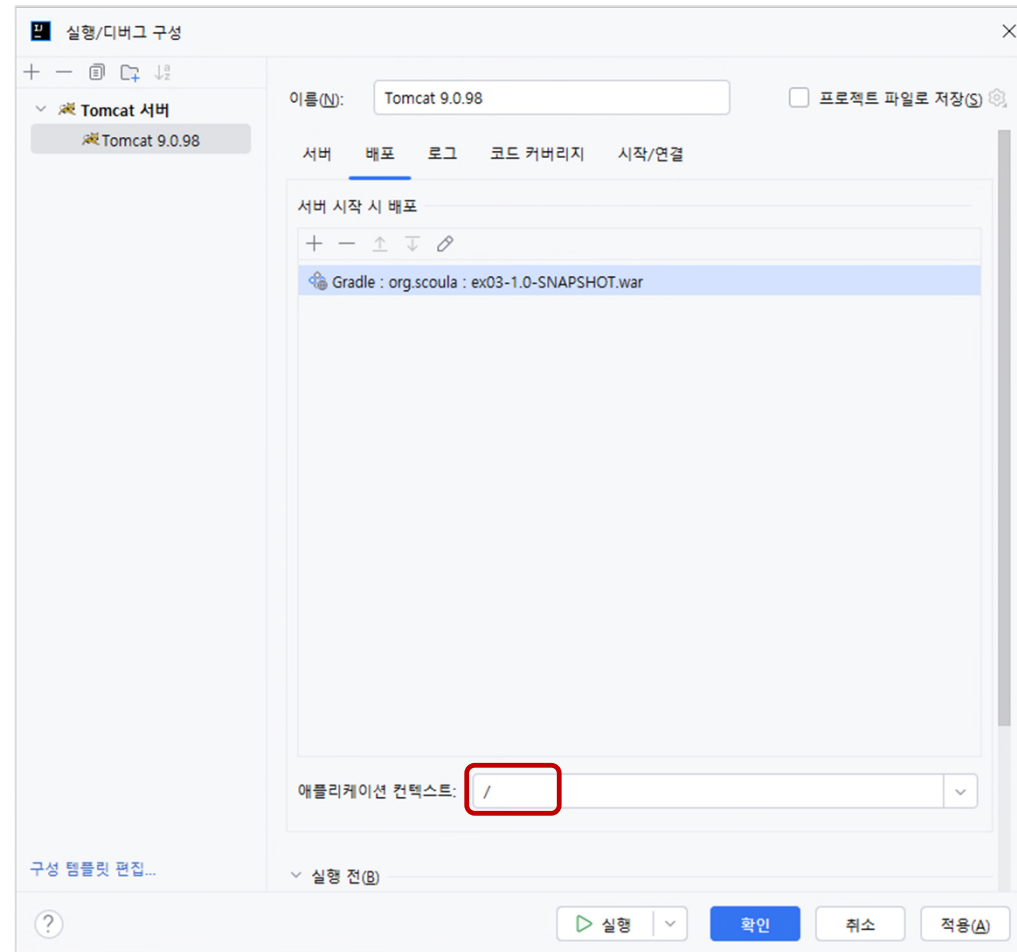 실행/디버그 구성
Tomcat 서버
Tomcat 9.0.98
이름(N): Tomcat 9.0.98 프로젝트 파일로 저장(S)
서버 배포 로그 코드 커버리지 시작/연결
서버 시작 시 배포
Gradle : org.scoula : ex03-1.0-SNAPSHOT.war
애플리케이션 컨텍스트: /
구성 템플릿 편집...
실행 전(B)
? 실행 확인 취소 적용(A)